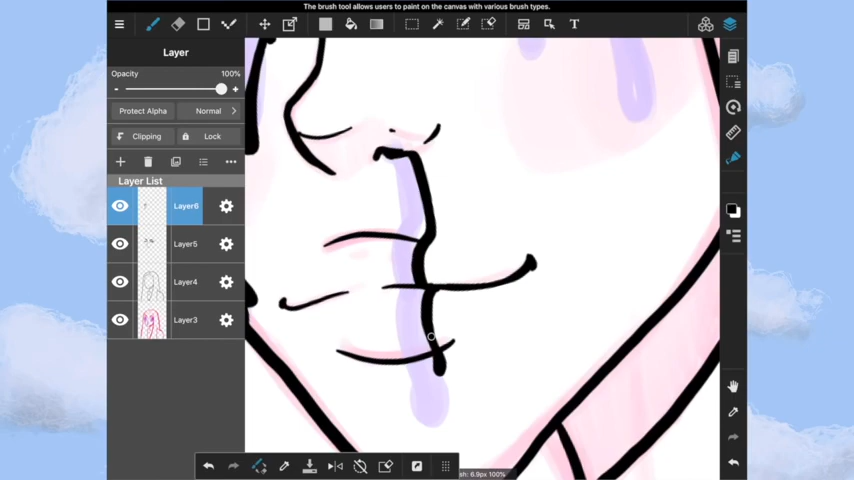 The brush tool allows users to paint on the canvas with various brush types.
T
Layer
Opacity 100%
- +
Protect Alpha Normal >
Clipping Lock
Layer List
Layer6
Layer5
Layer4
Layer3
sh: 6.9px 100%